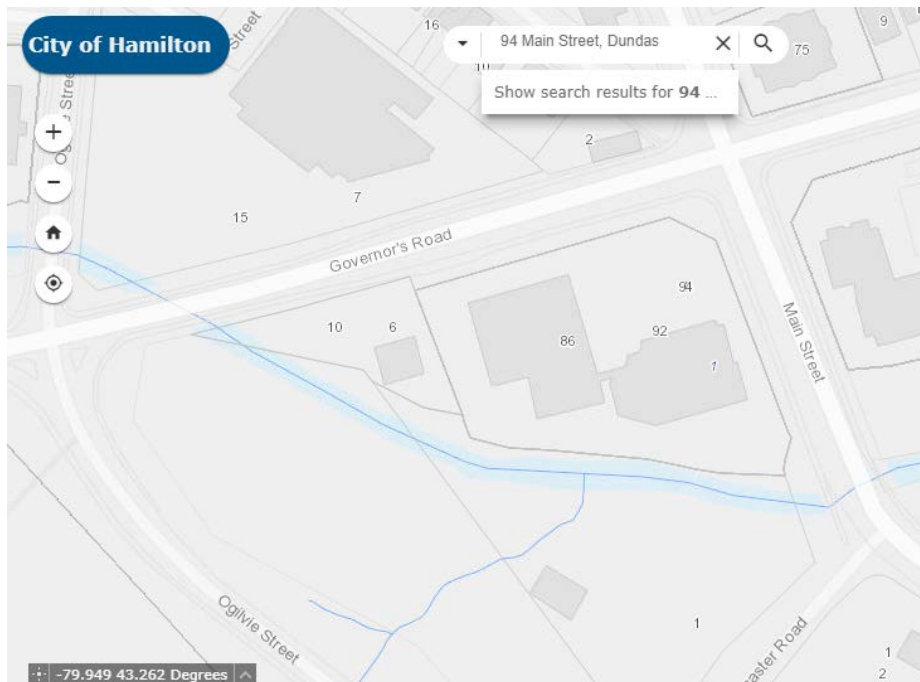 City of Hamilton
94 Main Street, Dundas
Show search results for 94 ...
Street
16
10
9
75
2
7
15
Governor's Road
10
6
94
92
86
1
Main Street
Ogilvie Street
1
1
2
-79.949 43.262 Degrees